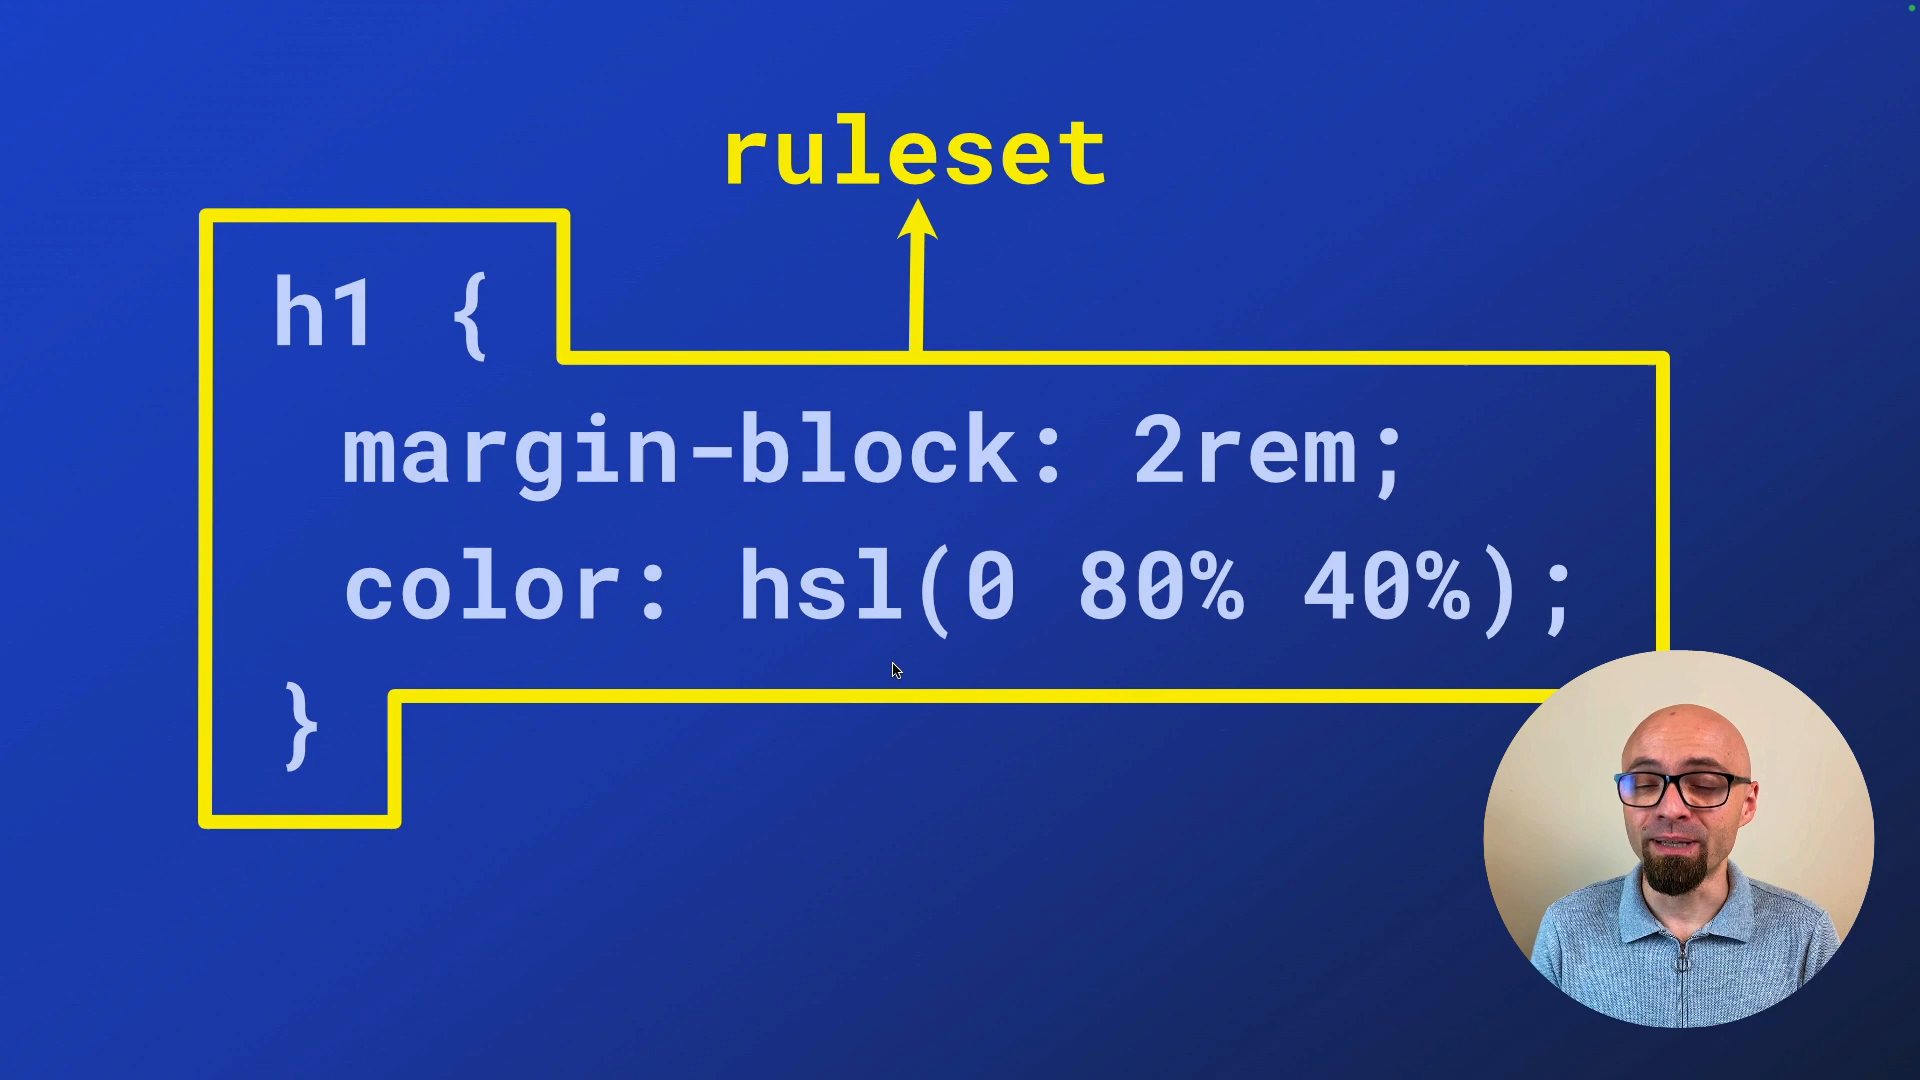 ruleset
h1 {
margin-block: 2rem;
color: hsl(0 80% 40%);
}